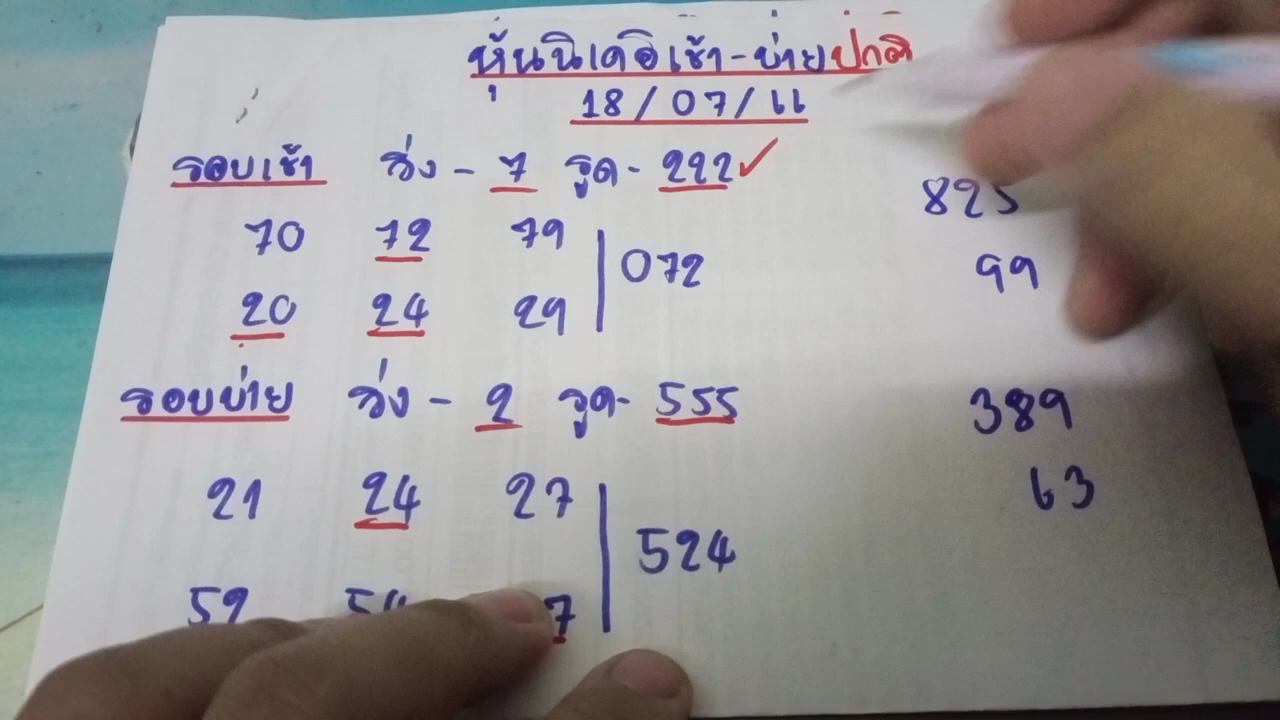 หุ้นนิเคอิเช้า-บ่ายปกติ
18/07/66
รอบเช้า วิ่ง - 7 รูด - 222 ✓
825
70 72 79
072
99
20 24 29
รอบบ่าย วิ่ง - 2 รูด - 555
389
21 24 27
63
524
52